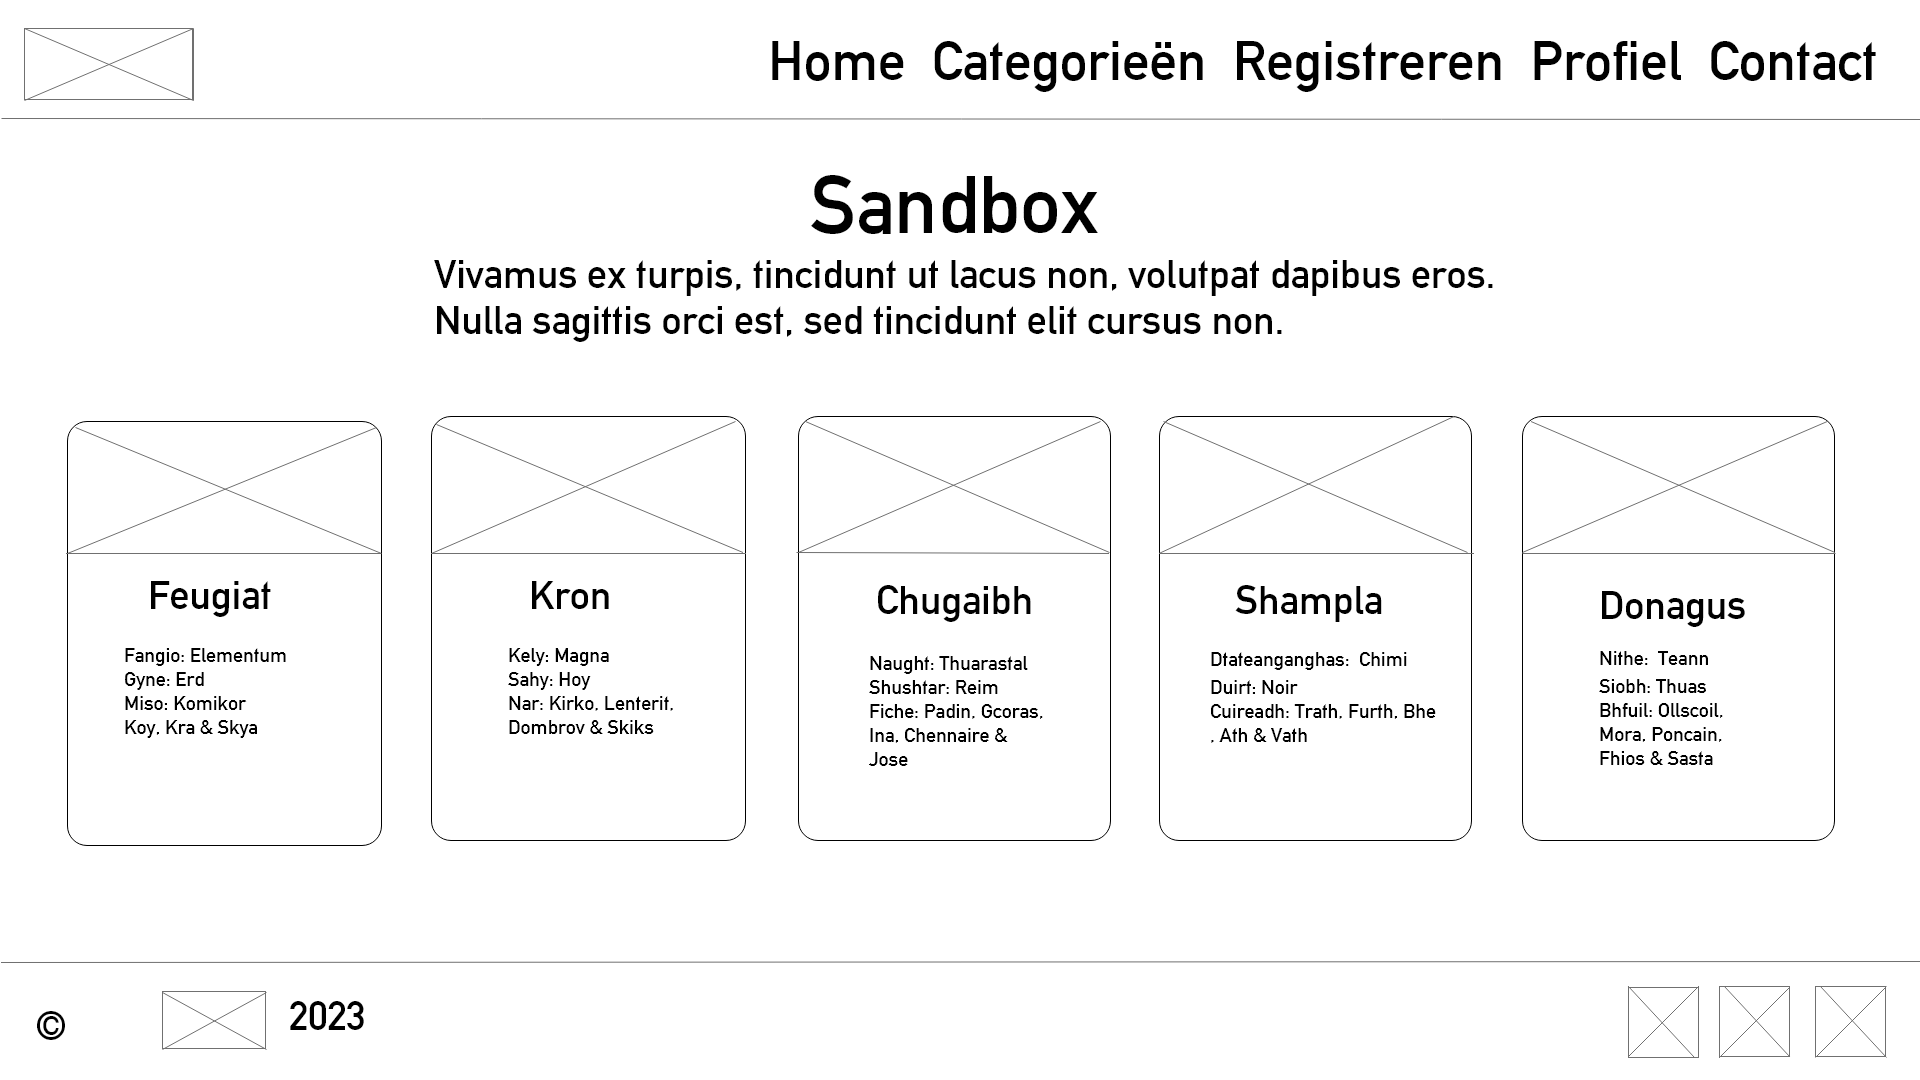 Home Categorieën Registreren Profiel Contact
Sandbox
Vivamus ex turpis, tincidunt ut lacus non, volutpat dapibus eros.
Nulla sagittis orci est, sed tincidunt elit cursus non.
Feugiat
Fangio: Elementum
Gyne: Erd
Miso: Komikor
Koy, Kra & Skya
Kron
Kely: Magna
Sahy: Hoy
Nar: Kirko, Lenterit,
Dombrov & Skiks
Chugaibh
Naught: Thuarastal
Shushtar: Reim
Fiche: Padin, Gcoras,
Ina, Chennaire &
Jose
Shampla
Dtateanganghas: Chimi
Duirt: Noir
Cuireadh: Trath, Furth, Bhe
, Ath & Vath
Donagus
Nithe: Teann
Siobh: Thuas
Bhfuil: Ollscoil,
Mora, Poncain,
Fhios & Sasta
© 2023